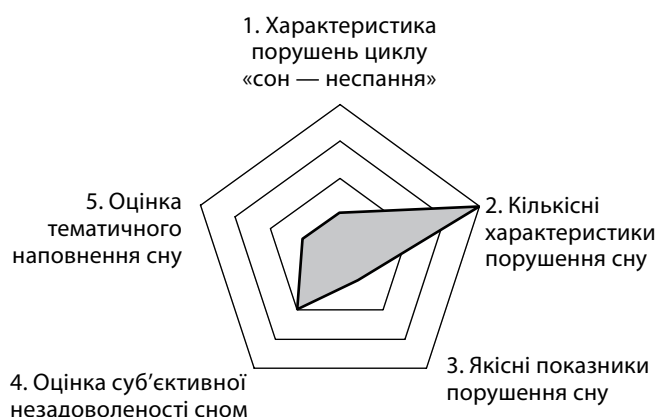 1. Характеристика
порушень циклу
«сон — неспання»
2. Кількісні
характеристики
порушення сну
3. Якісні показники
порушення сну
4. Оцінка суб’єктивної
незадоволеності сном
5. Оцінка
тематичного
наповнення сну